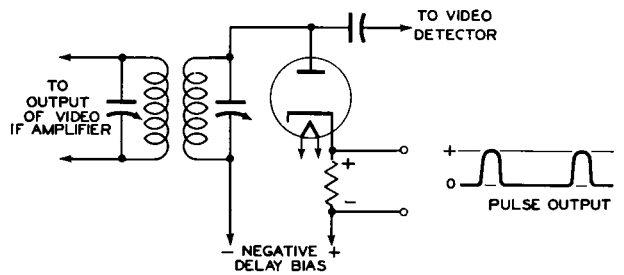 TO VIDEO
DETECTOR
TO
OUTPUT
OF VIDEO
IF AMPLIFIER
+
-
+
0
PULSE OUTPUT
- NEGATIVE +
DELAY BIAS